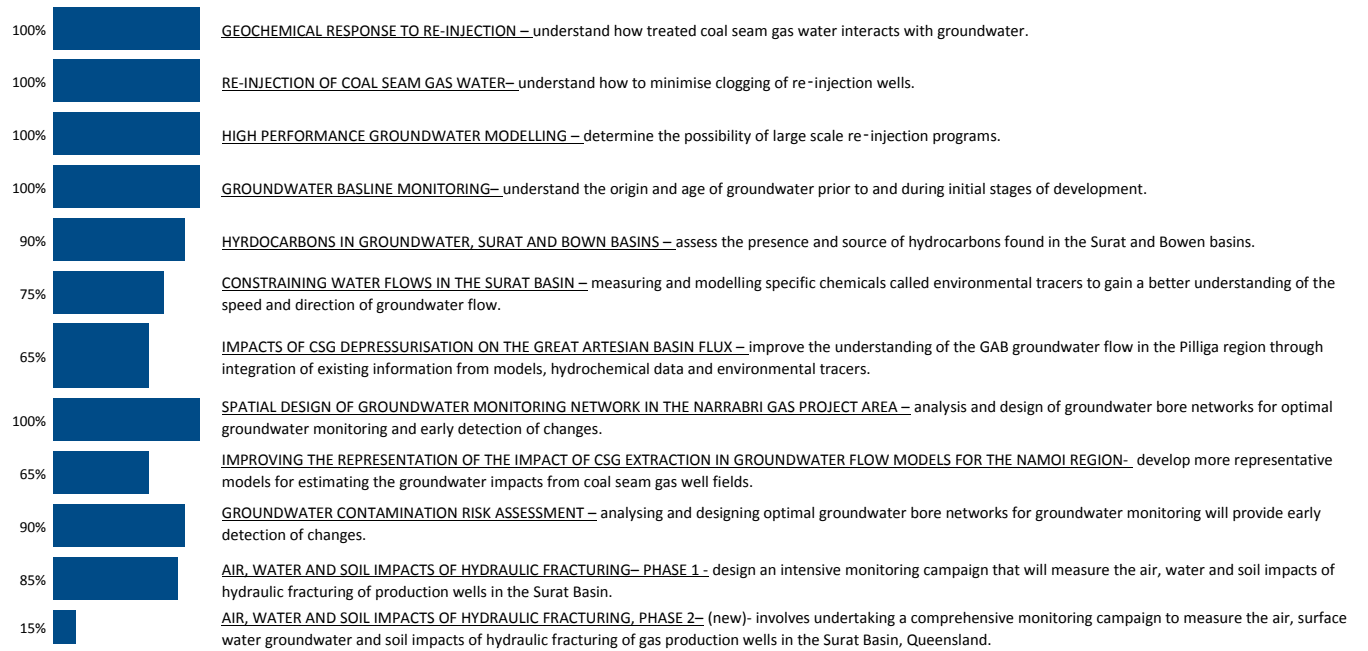 100% GEOCHEMICAL RESPONSE TO RE-INJECTION – understand how treated coal seam gas water interacts with groundwater.
100% RE-INJECTION OF COAL SEAM GAS WATER– understand how to minimise clogging of re-injection wells.
100% HIGH PERFORMANCE GROUNDWATER MODELLING – determine the possibility of large scale re-injection programs.
100% GROUNDWATER BASLINE MONITORING– understand the origin and age of groundwater prior to and during initial stages of development.
90% HYRDOCARBONS IN GROUNDWATER, SURAT AND BOWN BASINS – assess the presence and source of hydrocarbons found in the Surat and Bowen basins.
75% CONSTRAINING WATER FLOWS IN THE SURAT BASIN – measuring and modelling specific chemicals called environmental tracers to gain a better understanding of the
speed and direction of groundwater flow.
65% IMPACTS OF CSG DEPRESSURISATION ON THE GREAT ARTESIAN BASIN FLUX – improve the understanding of the GAB groundwater flow in the Pilliga region through
integration of existing information from models, hydrochemical data and environmental tracers.
100% SPATIAL DESIGN OF GROUNDWATER MONITORING NETWORK IN THE NARRABRI GAS PROJECT AREA – analysis and design of groundwater bore networks for optimal
groundwater monitoring and early detection of changes.
65% IMPROVING THE REPRESENTATION OF THE IMPACT OF CSG EXTRACTION IN GROUNDWATER FLOW MODELS FOR THE NAMOI REGION- develop more representative
models for estimating the groundwater impacts from coal seam gas well fields.
90% GROUNDWATER CONTAMINATION RISK ASSESSMENT – analysing and designing optimal groundwater bore networks for groundwater monitoring will provide early
detection of changes.
85% AIR, WATER AND SOIL IMPACTS OF HYDRAULIC FRACTURING– PHASE 1 - design an intensive monitoring campaign that will measure the air, water and soil impacts of
hydraulic fracturing of production wells in the Surat Basin.
15% AIR, WATER AND SOIL IMPACTS OF HYDRAULIC FRACTURING, PHASE 2– (new)- involves undertaking a comprehensive monitoring campaign to measure the air, surface
water groundwater and soil impacts of hydraulic fracturing of gas production wells in the Surat Basin, Queensland.